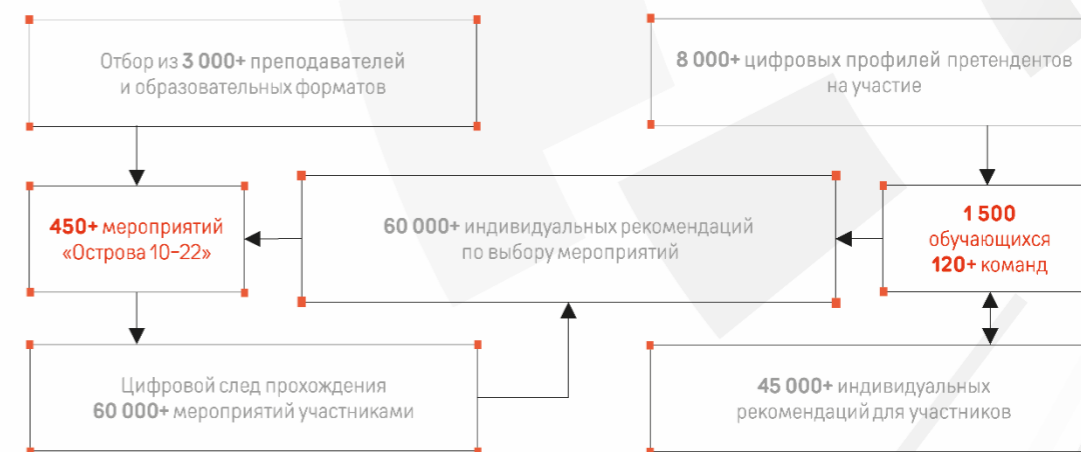 Отбор из 3 000+ преподавателей
и образовательных форматов
8 000+ цифровых профилей претендентов
на участие
450+ мероприятий
«Острова 10–22»
60 000+ индивидуальных рекомендаций
по выбору мероприятий
1 500
обучающихся
120+ команд
Цифровой след прохождения
60 000+ мероприятий участниками
45 000+ индивидуальных
рекомендаций для участников